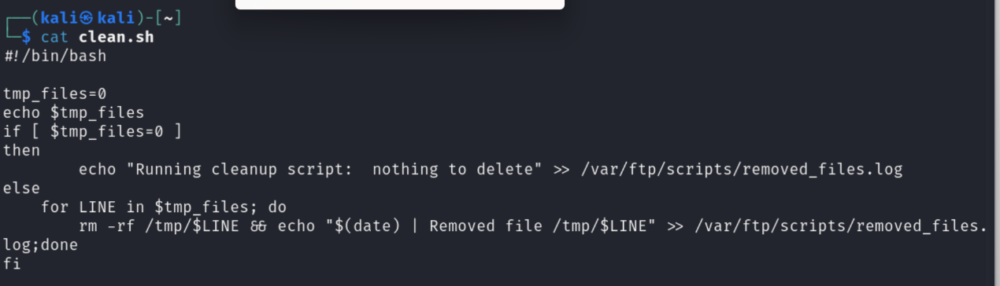 ┌──(kali㉿kali)-[~]
└─$ cat clean.sh
#!/bin/bash

tmp_files=0
echo $tmp_files
if [ $tmp_files=0 ]
then
        echo "Running cleanup script:  nothing to delete" >> /var/ftp/scripts/removed_files.log
else
    for LINE in $tmp_files; do
        rm -rf /tmp/$LINE && echo "$(date) | Removed file /tmp/$LINE" >> /var/ftp/scripts/removed_files.
log;done
fi